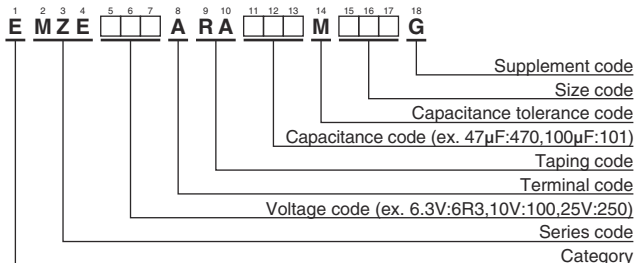 1 2 3 4 5 6 7 8 9 10 11 12 13 14 15 16 17 18
E M Z E □□□ A R A □□□ M □□□ G
Supplement code
Size code
Capacitance tolerance code
Capacitance code (ex. 47µF:470,100µF:101)
Taping code
Terminal code
Voltage code (ex. 6.3V:6R3,10V:100,25V:250)
Series code
Category